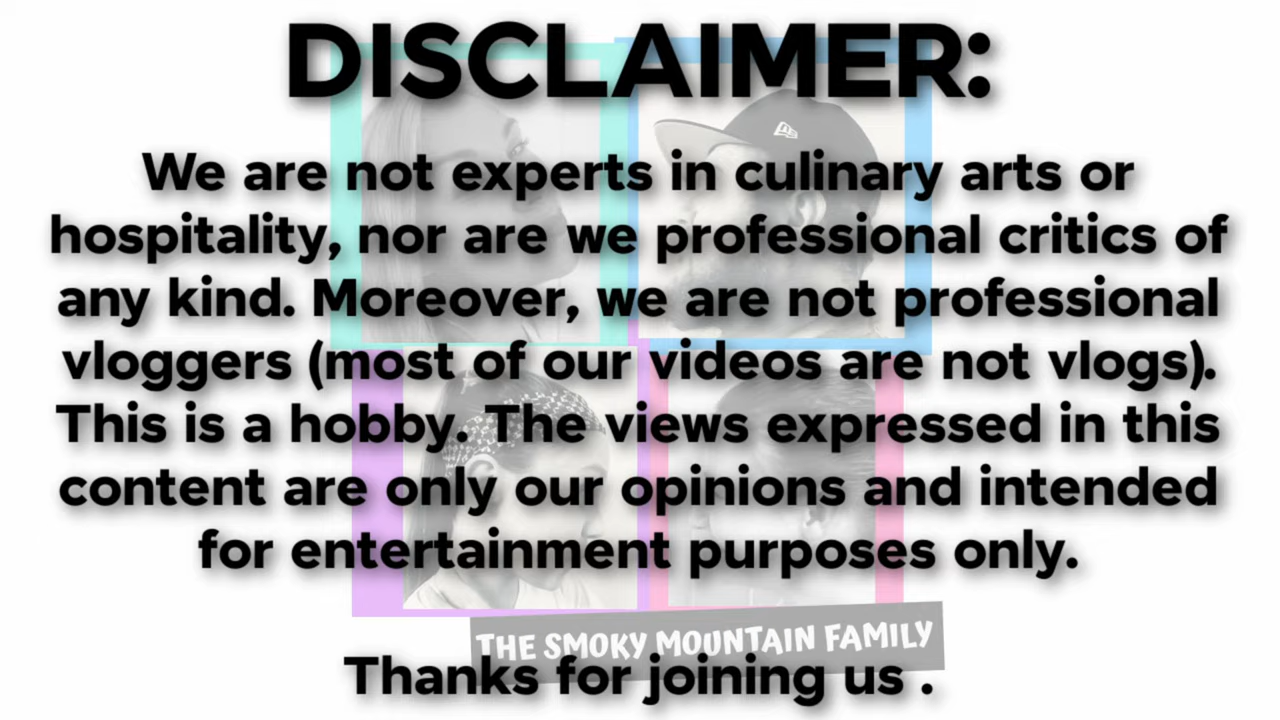 DISCLAIMER:
We are not experts in culinary arts or
hospitality, nor are we professional critics of
any kind. Moreover, we are not professional
vloggers (most of our videos are not vlogs).
This is a hobby. The views expressed in this
content are only our opinions and intended
for entertainment purposes only.
THE SMOKY MOUNTAIN FAMILY
Thanks for joining us .